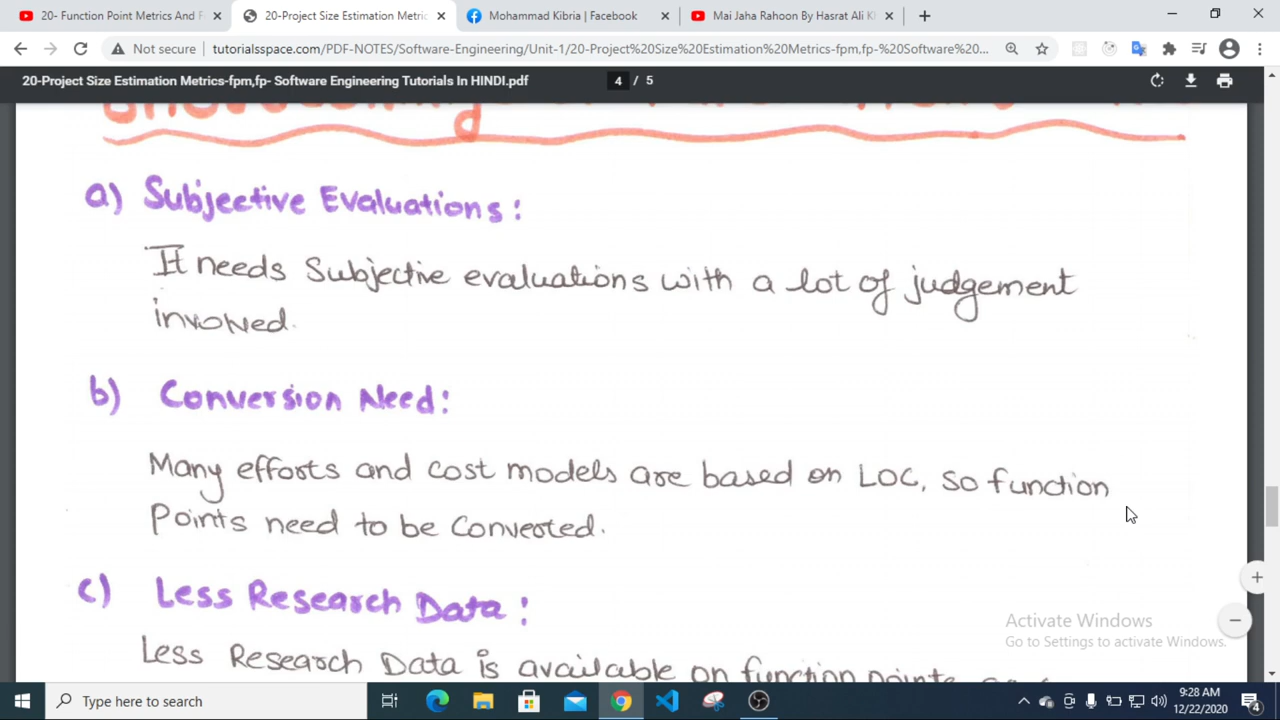 20- Function Point Metrics And F
20-Project Size Estimation Metric
Mohammad Kibria | Facebook
Mai Jaha Rahoon By Hasrat Ali K
Not secure
tutorialsspace.com/PDF-NOTES/Software-Engineering/Unit-1/20-Project%20Size%20Estimation%20Metrics-fpm,fp-%20Software%20...
20-Project Size Estimation Metrics-fpm,fp- Software Engineering Tutorials In HINDI.pdf
4 / 5
a) Subjective Evaluations:
It needs Subjective evaluations with a lot of judgement
involved.
b) Conversion Need:
Many efforts and cost models are based on LOC, so function
Points need to be Converted.
c) Less Research Data:
Less Research Data is available on function points
Activate Windows
Go to Settings to activate Windows.
Type here to search
9:28 AM
12/22/2020
4